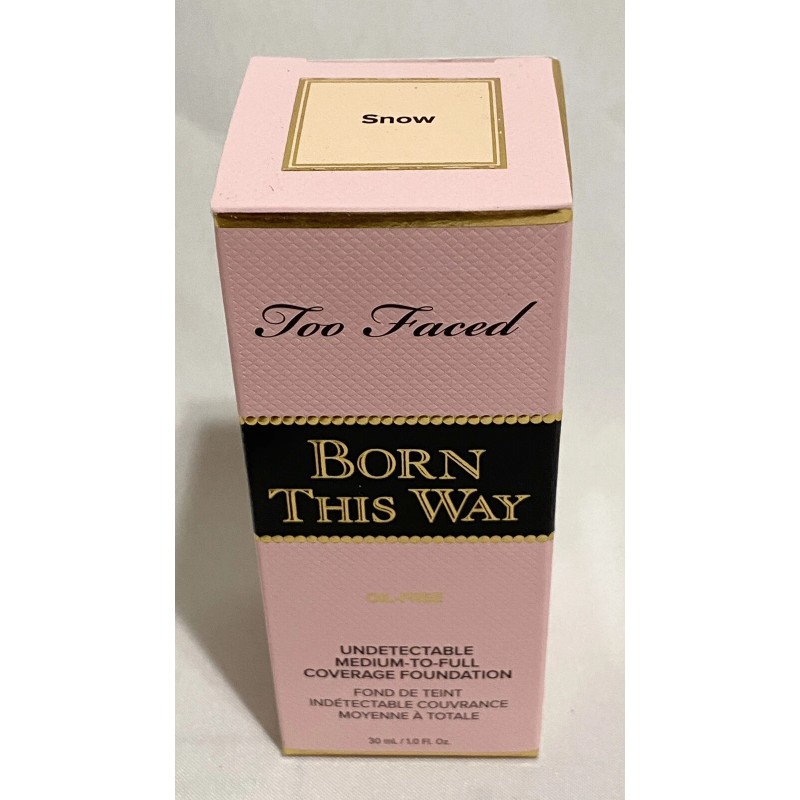 Snow
Too Faced
BORN
THIS WAY
OIL-FREE
UNDETECTABLE
MEDIUM-TO-FULL
COVERAGE FOUNDATION
FOND DE TEINT
INDÉTECTABLE COUVRANCE
MOYENNE À TOTALE
30 mL / 1.0 Fl. Oz.